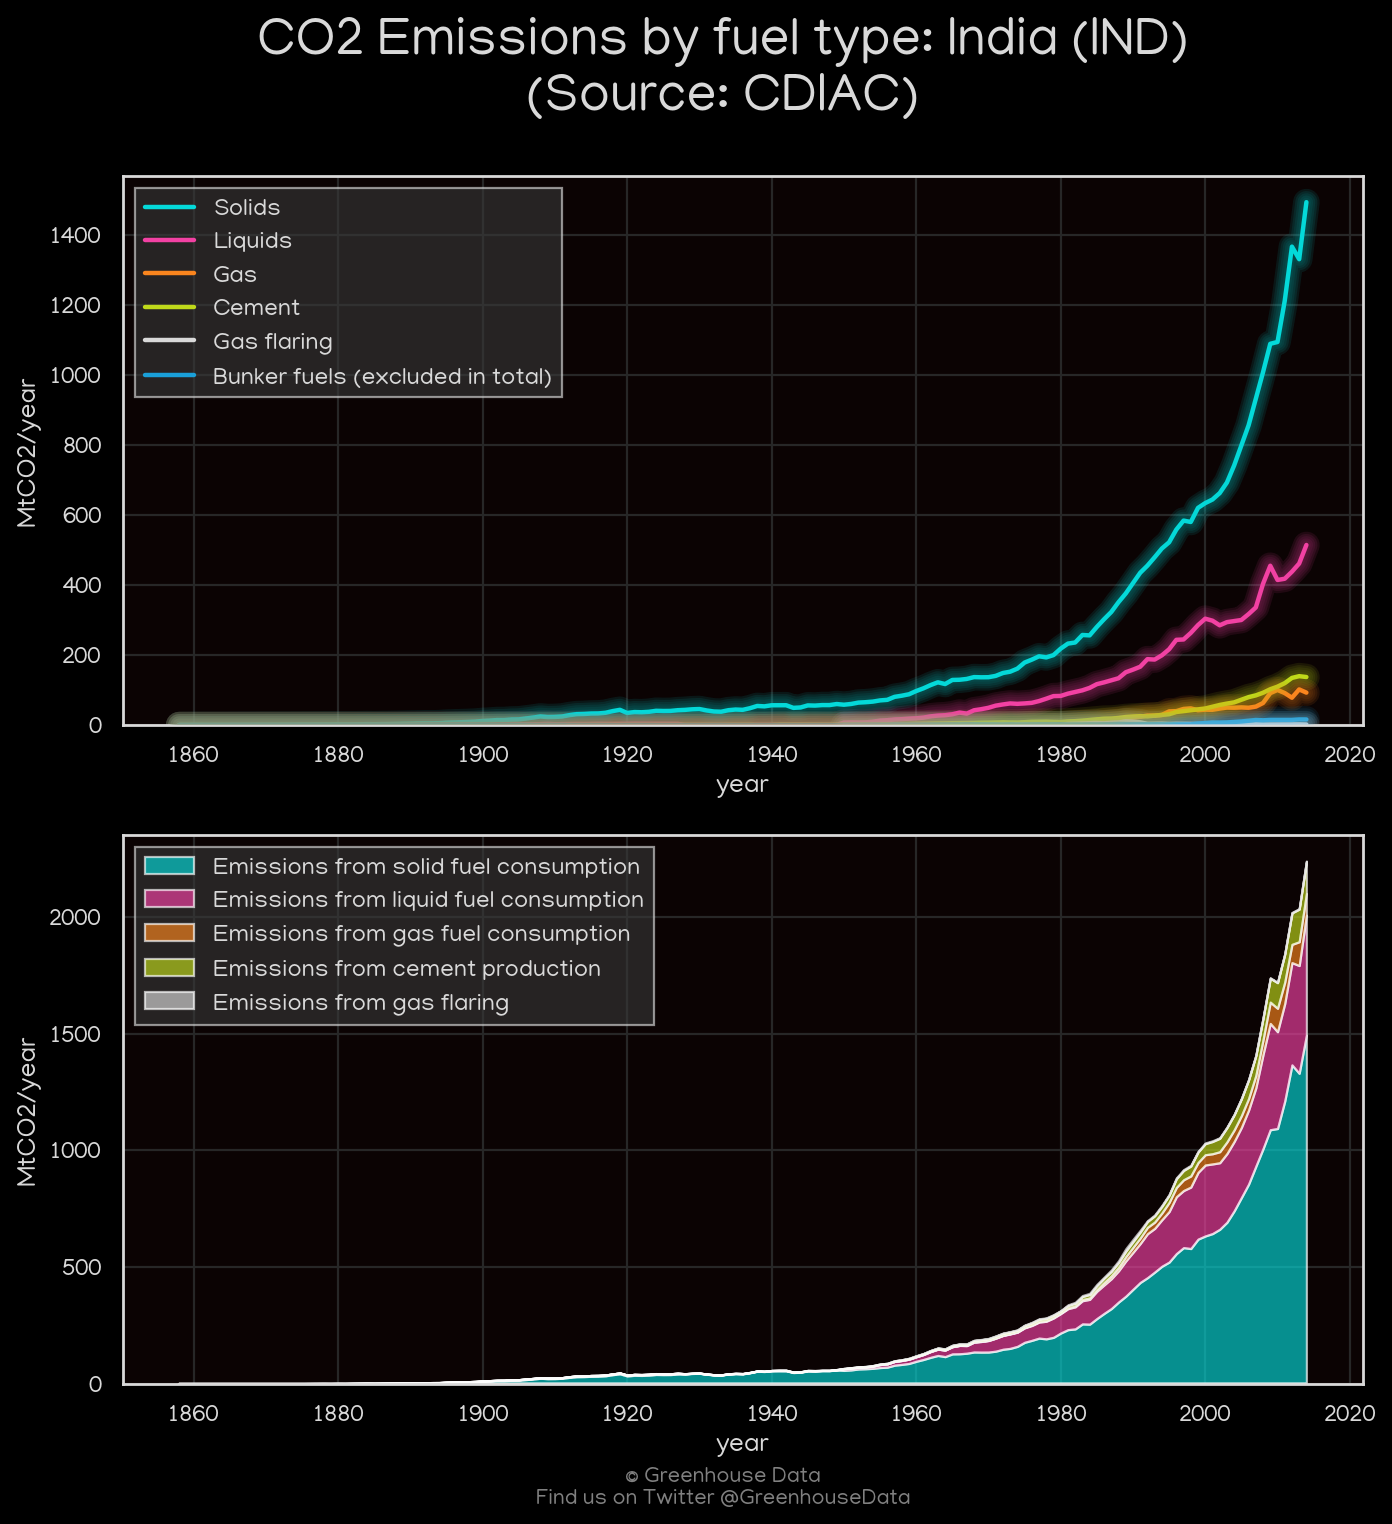 CO2 Emissions by fuel type: India (IND)
(Source: CDIAC)
Solids
Liquids
Gas
Cement
Gas flaring
Bunker fuels (excluded in total)
MtCO2/year
1400
1200
1000
800
600
400
200
0
1860 1880 1900 1920 1940 1960 1980 2000 2020
year
Emissions from solid fuel consumption
Emissions from liquid fuel consumption
Emissions from gas fuel consumption
Emissions from cement production
Emissions from gas flaring
MtCO2/year
2000
1500
1000
500
0
1860 1880 1900 1920 1940 1960 1980 2000 2020
year
© Greenhouse Data
Find us on Twitter @GreenhouseData